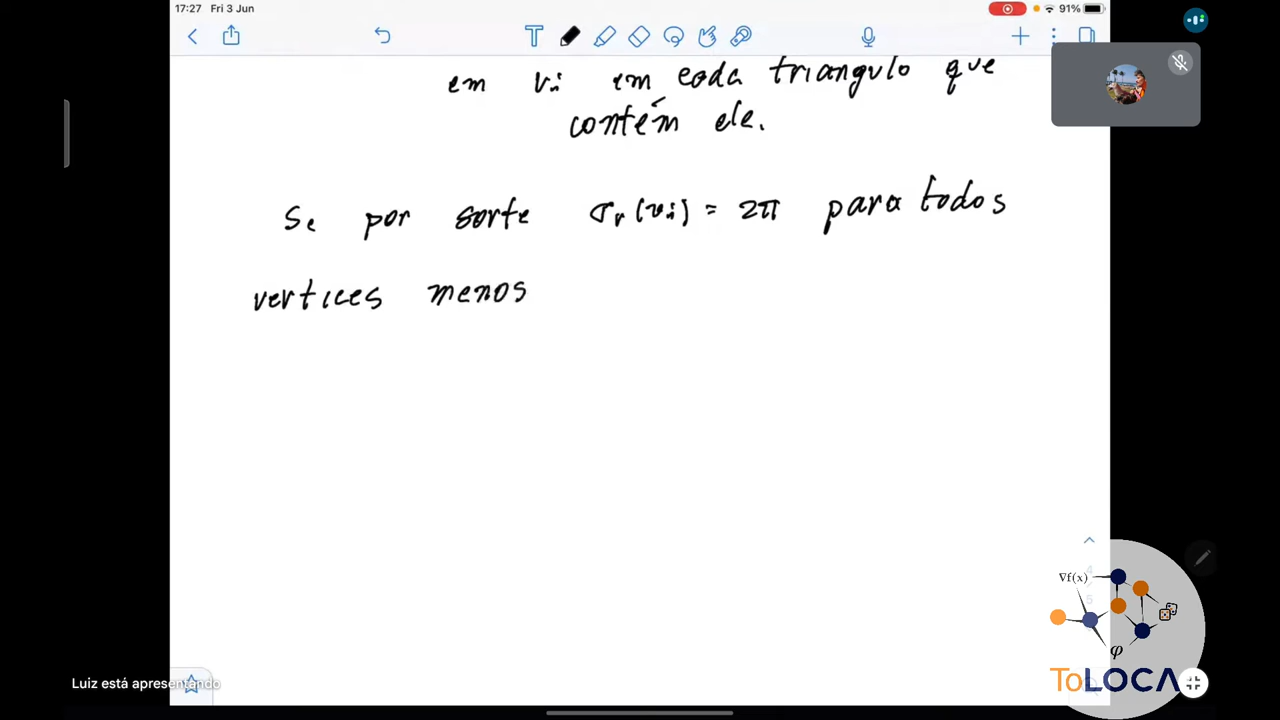 17:27 Fri 3 Jun
91%
em vi em cada triangulo que
contém ele.
Se por sorte σr(vi) = 2π para todos
vertices menos
∇f(x)
φ
ToLOCA
Luiz está apresentando